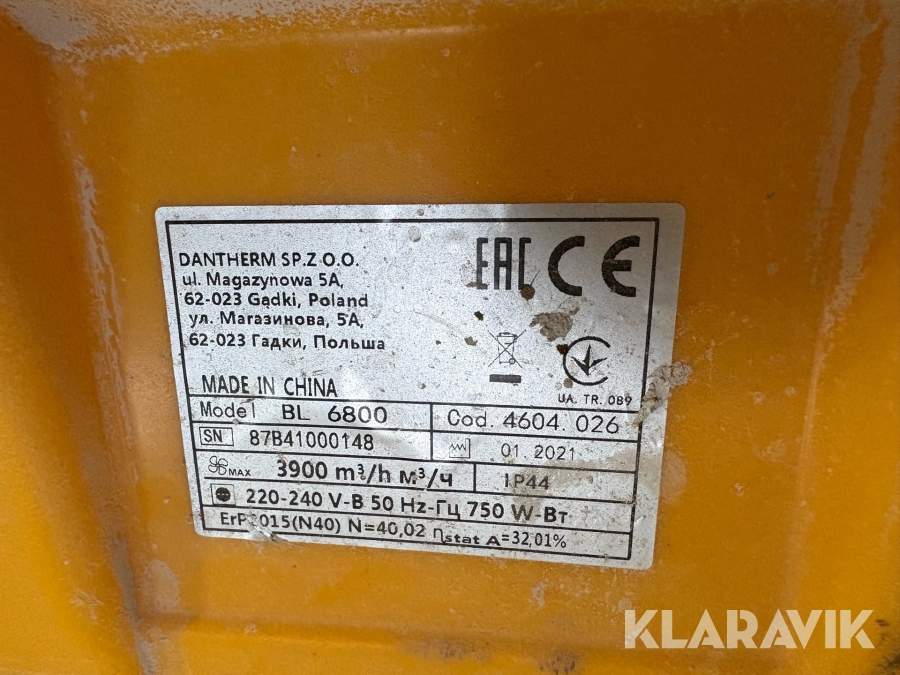 DANTHERM SP.Z.O.O.
ul. Magazynowa 5A,
62-023 Gądki, Poland
ул. Магазинова, 5А,
62-023 Гадки, Польша
EAC CE
MADE IN CHINA
UA. TR. 089
Model BL 6800 Cod. 4604.026
SN 87B41000148 01.2021
MAX 3900 m³/h м³/ч IP44
220-240 V-В 50 Hz-Гц 750 W-Вт
ErP2015(N40) N=40,02 ηstat A=32,01%
KLARAVIK